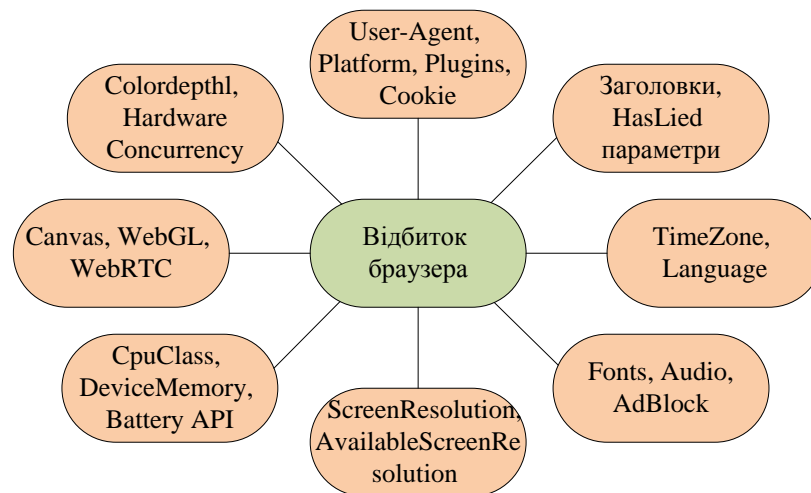 User-Agent,
Platform, Plugins,
Cookie
Colordepthl,
Hardware
Concurrency
Заголовки,
HasLied
параметри
Canvas, WebGL,
WebRTC
Відбиток
браузера
TimeZone,
Language
CpuClass,
DeviceMemory,
Battery API
ScreenResolution,
AvailableScreenRe
solution
Fonts, Audio,
AdBlock